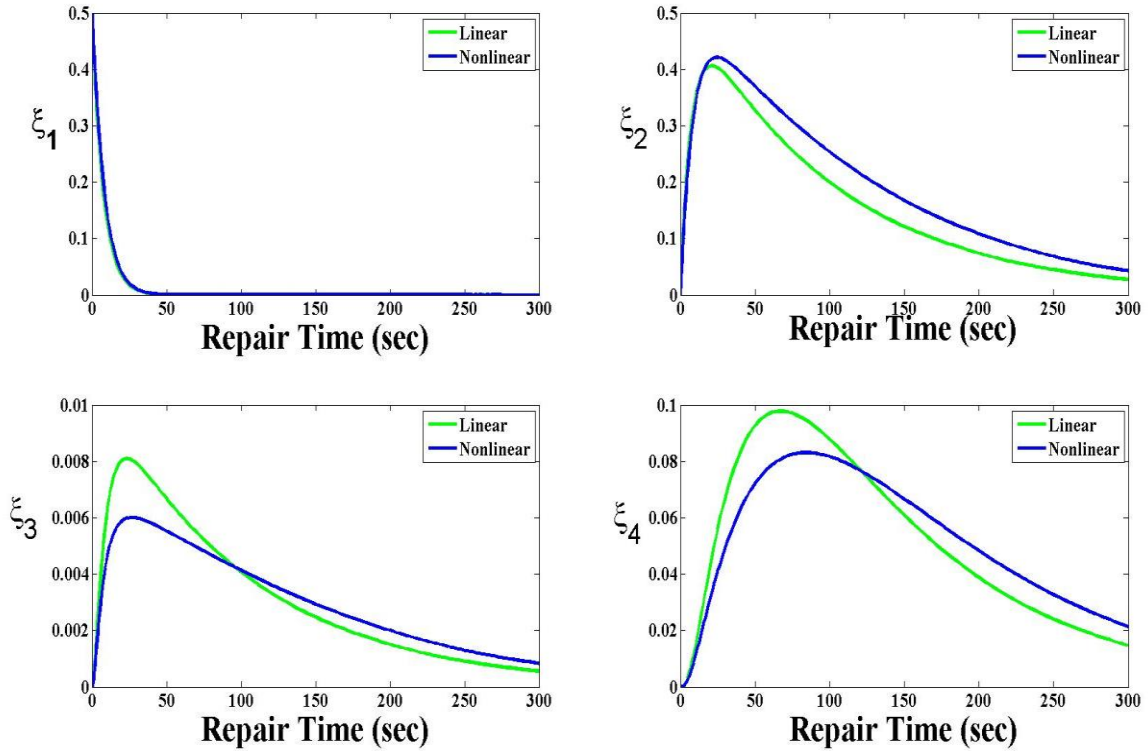 0.5
0.4
0.3
0.2
0.1
0
ξ1
0 50 100 150 200 250 300
Repair Time (sec)
Linear
Nonlinear
0.5
0.4
0.3
0.2
0.1
0
ξ2
0 50 100 150 200 250 300
Repair Time (sec)
Linear
Nonlinear
0.01
0.008
0.006
0.004
0.002
0
ξ3
0 50 100 150 200 250 300
Repair Time (sec)
Linear
Nonlinear
0.1
0.08
0.06
0.04
0.02
0
ξ4
0 50 100 150 200 250 300
Repair Time (sec)
Linear
Nonlinear